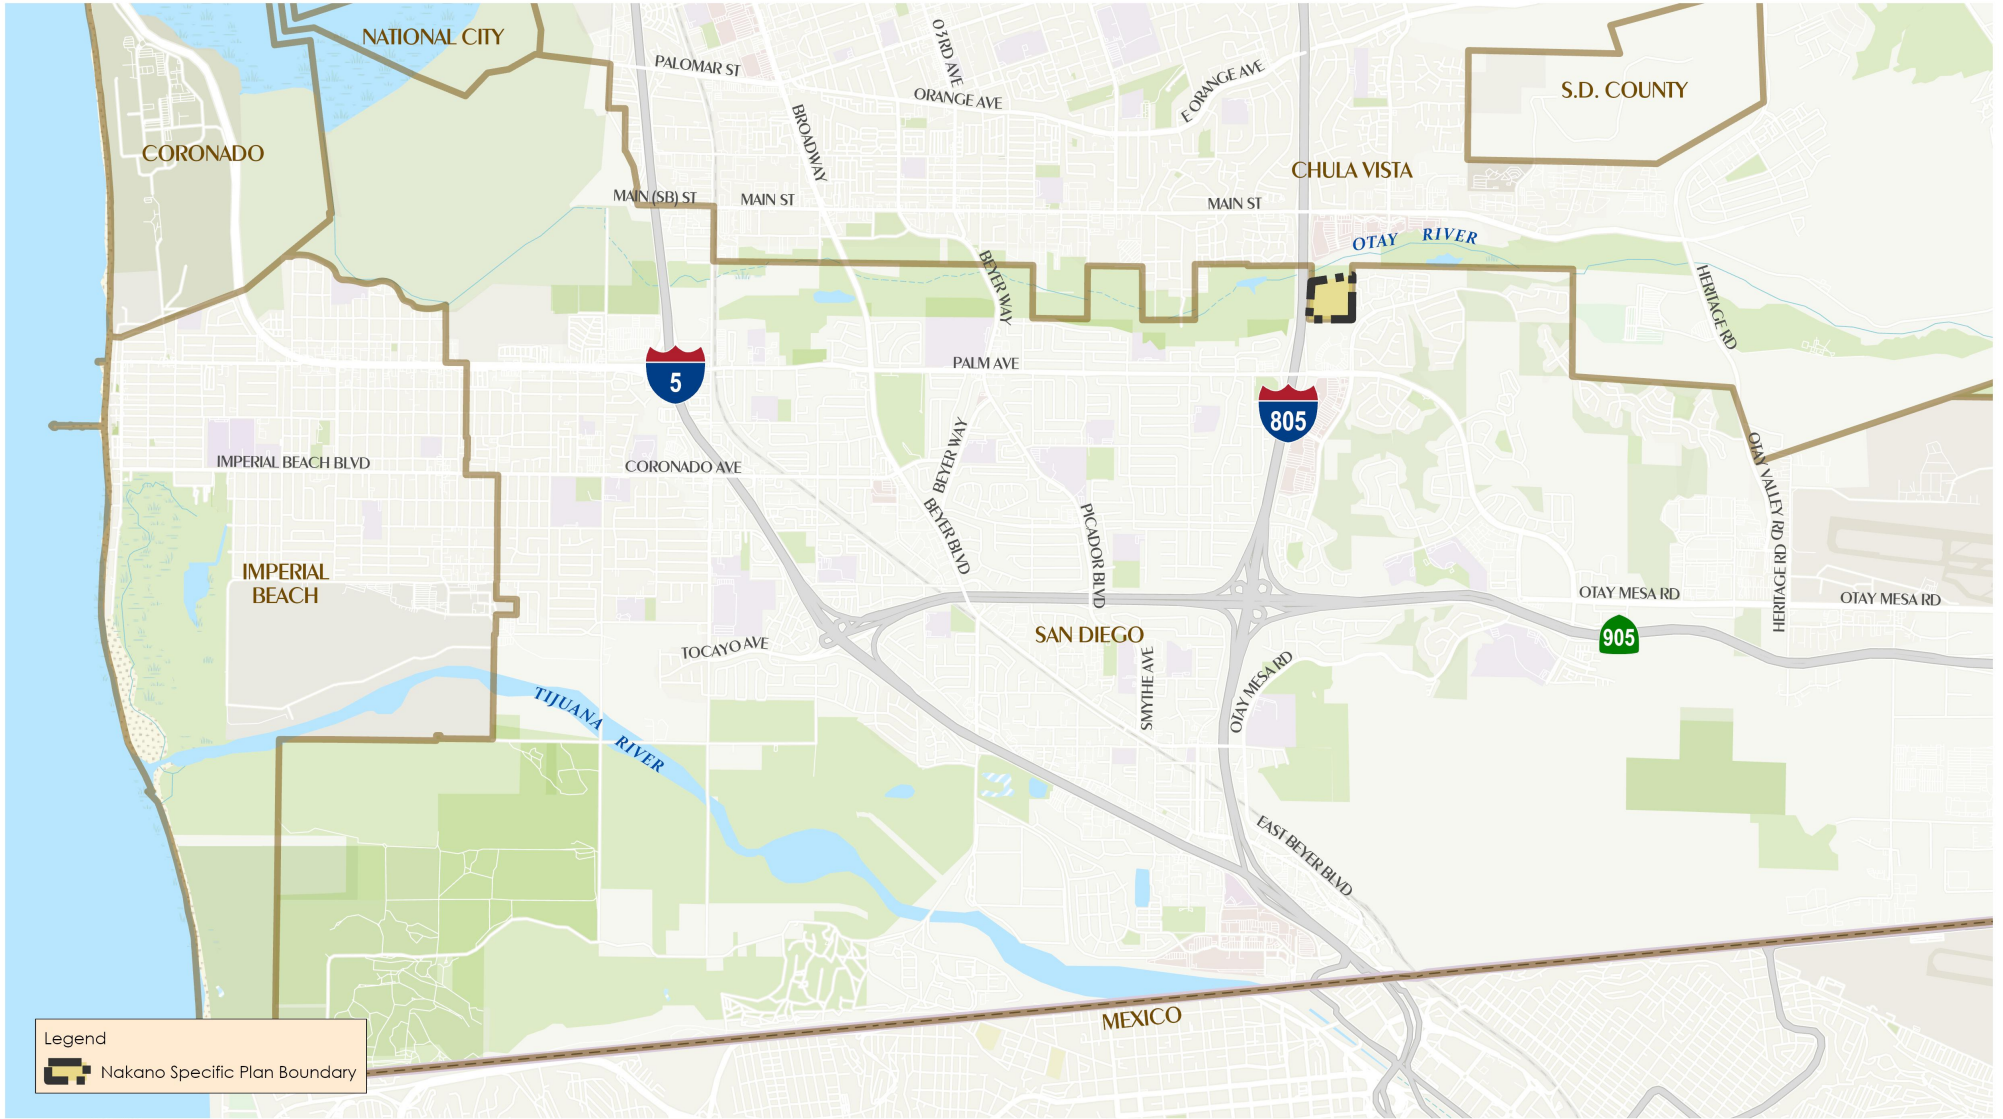 NATIONAL CITY
PALOMAR ST
03RD AVE
ORANGE AVE
E ORANGE AVE
S.D. COUNTY
CORONADO
BROADWAY
CHULA VISTA
MAIN (SB) ST
MAIN ST
MAIN ST
OTAY RIVER
BEYER WAY
HERITAGE RD
5
PALM AVE
805
IMPERIAL BEACH BLVD
CORONADO AVE
BEYER WAY
BEYER BLVD
PICADOR BLVD
OTAY VALLEY RD
HERITAGE RD
IMPERIAL
BEACH
OTAY MESA RD
OTAY MESA RD
905
SAN DIEGO
TOCAYO AVE
SMYTHE AVE
OTAY MESA RD
TIJUANA RIVER
EAST BEYER BLVD
MEXICO
Legend
Nakano Specific Plan Boundary